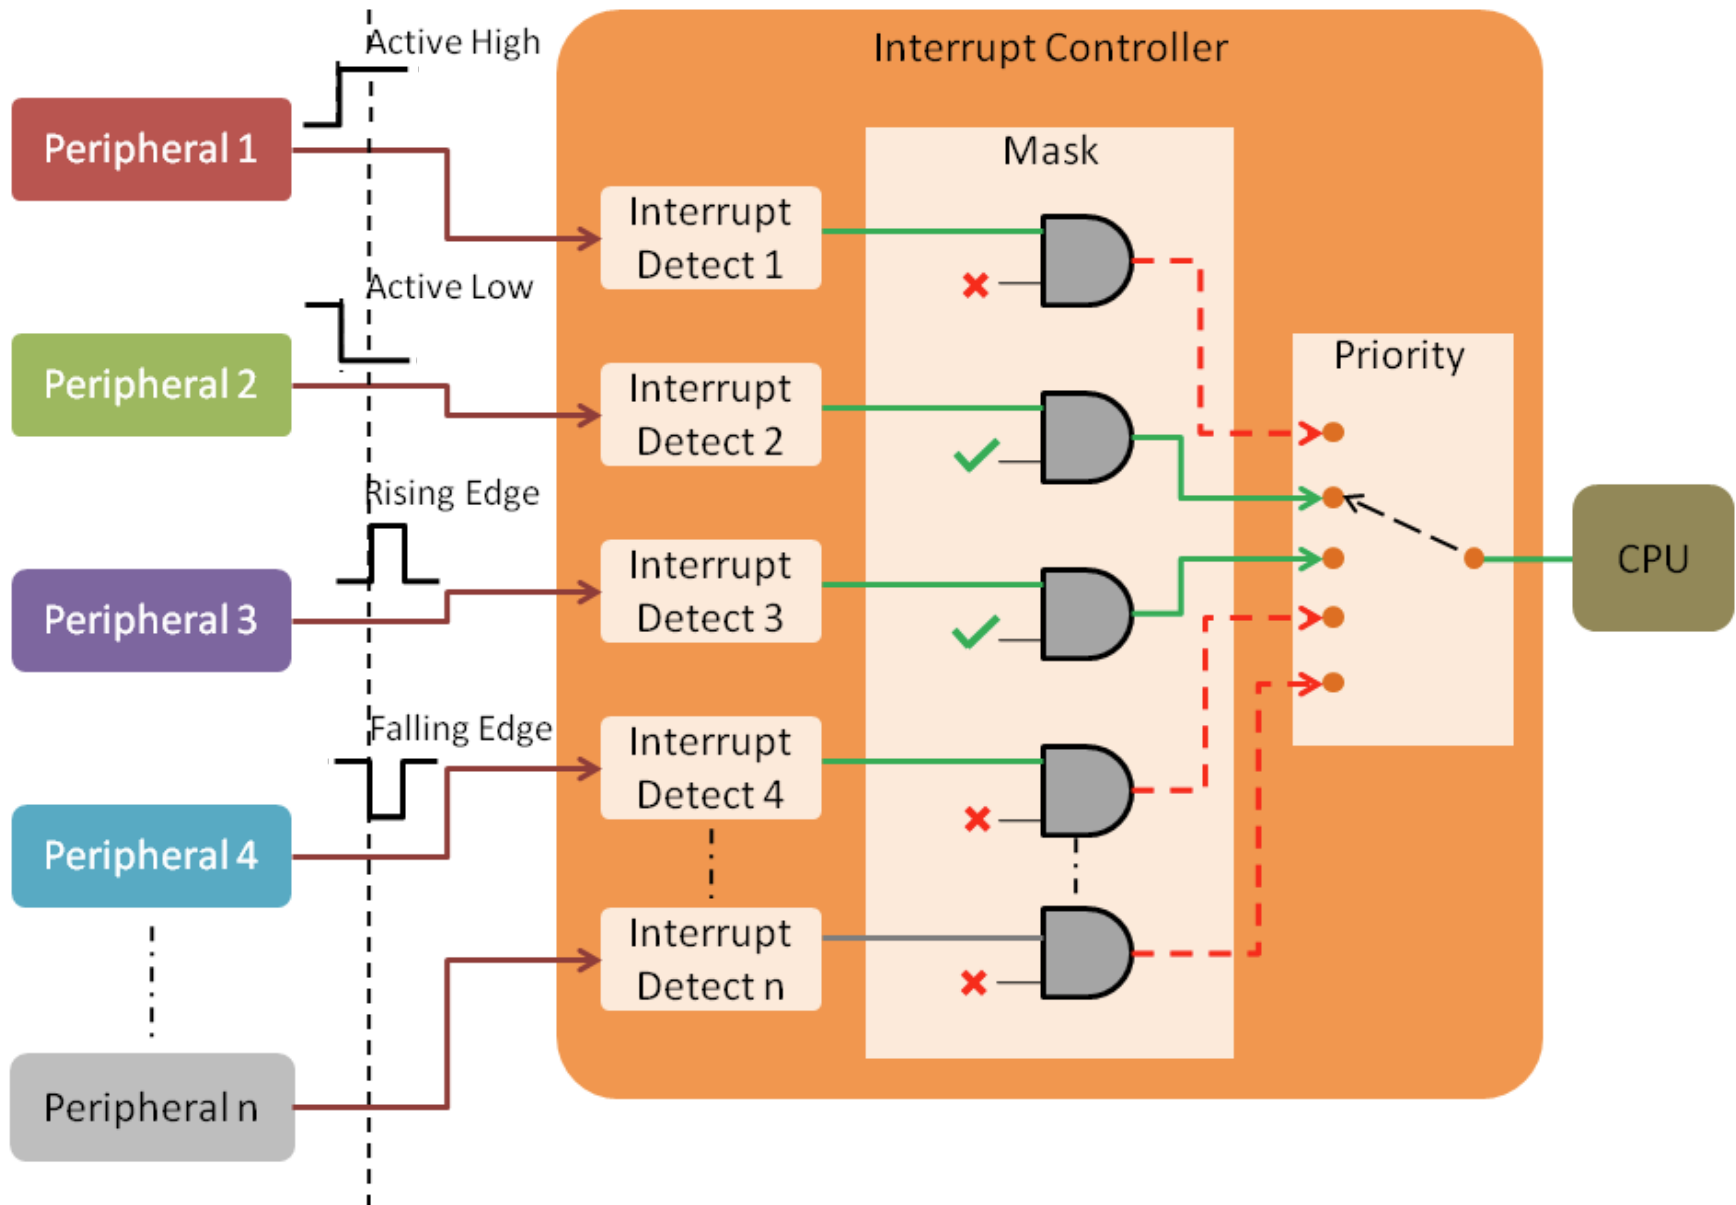 Active High
Interrupt Controller
Peripheral 1
Mask
Interrupt
Detect 1
Active Low
Peripheral 2
Interrupt
Detect 2
Priority
Rising Edge
Peripheral 3
Interrupt
Detect 3
CPU
Falling Edge
Peripheral 4
Interrupt
Detect 4
Interrupt
Detect n
Peripheral n